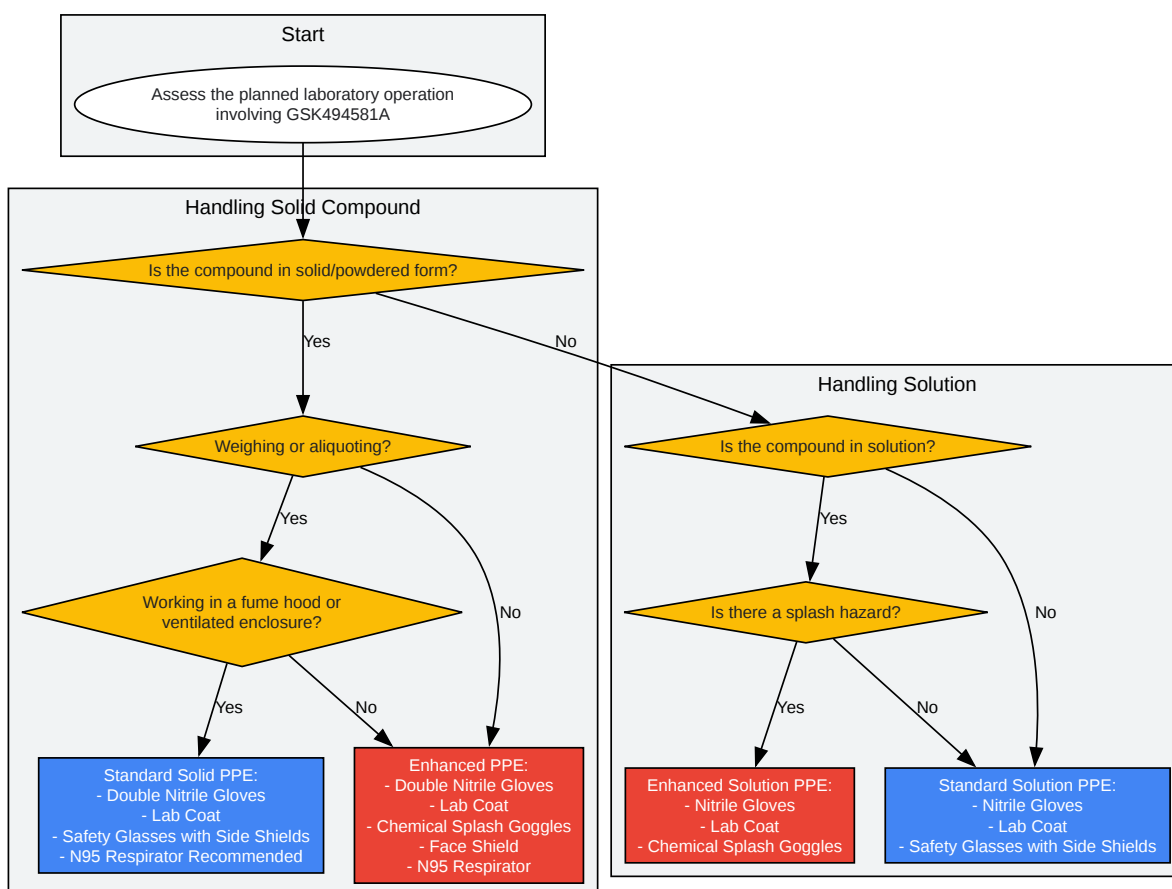 Start
Assess the planned laboratory operation
involving GSK494581A
Handling Solid Compound
Is the compound in solid/powdered form?
Yes
No
Weighing or aliquoting?
Yes
No
Working in a fume hood or
ventilated enclosure?
Yes
No
Standard Solid PPE:
- Double Nitrile Gloves
- Lab Coat
- Safety Glasses with Side Shields
- N95 Respirator Recommended
Enhanced PPE:
- Double Nitrile Gloves
- Lab Coat
- Chemical Splash Goggles
- Face Shield
- N95 Respirator
Handling Solution
Is the compound in solution?
Yes
No
Is there a splash hazard?
Yes
No
Enhanced Solution PPE:
- Nitrile Gloves
- Lab Coat
- Chemical Splash Goggles
Standard Solution PPE:
- Nitrile Gloves
- Lab Coat
- Safety Glasses with Side Shields